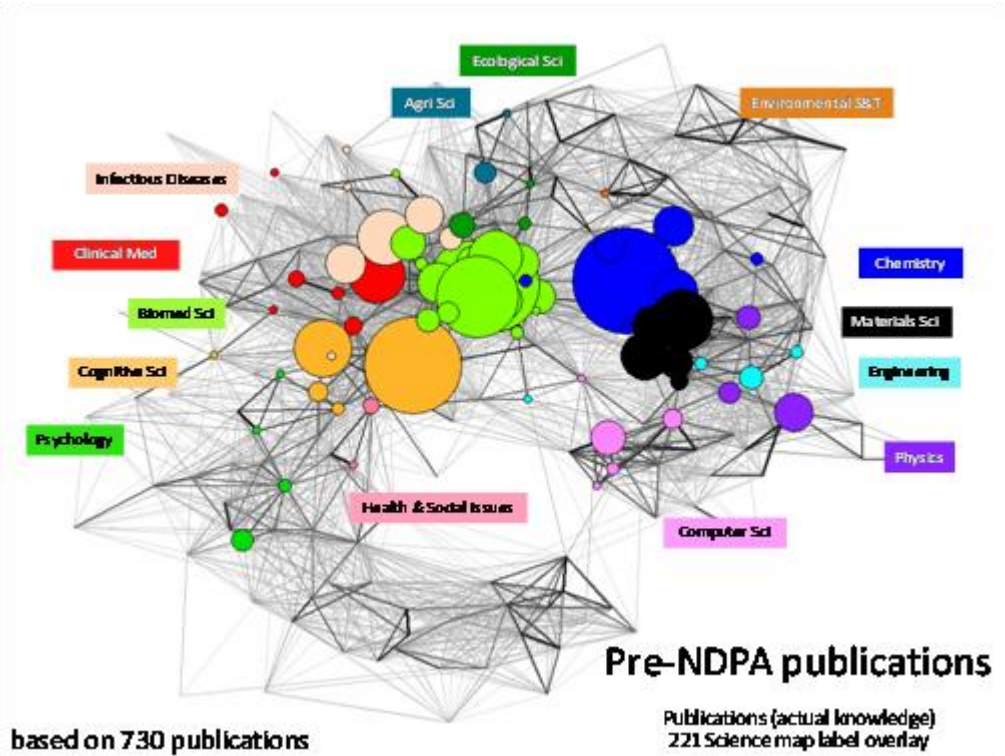 Ecological Sci
Agri Sci
Environmental S&T
Infectious Diseases
Clinical Med
Chemistry
Biomed Sci
Materials Sci
Cognitive Sci
Engineering
Psychology
Physics
Health & Social Issues
Computer Sci
Pre-NDPA publications
Publications (actual knowledge)
221 Science map label overlay
based on 730 publications